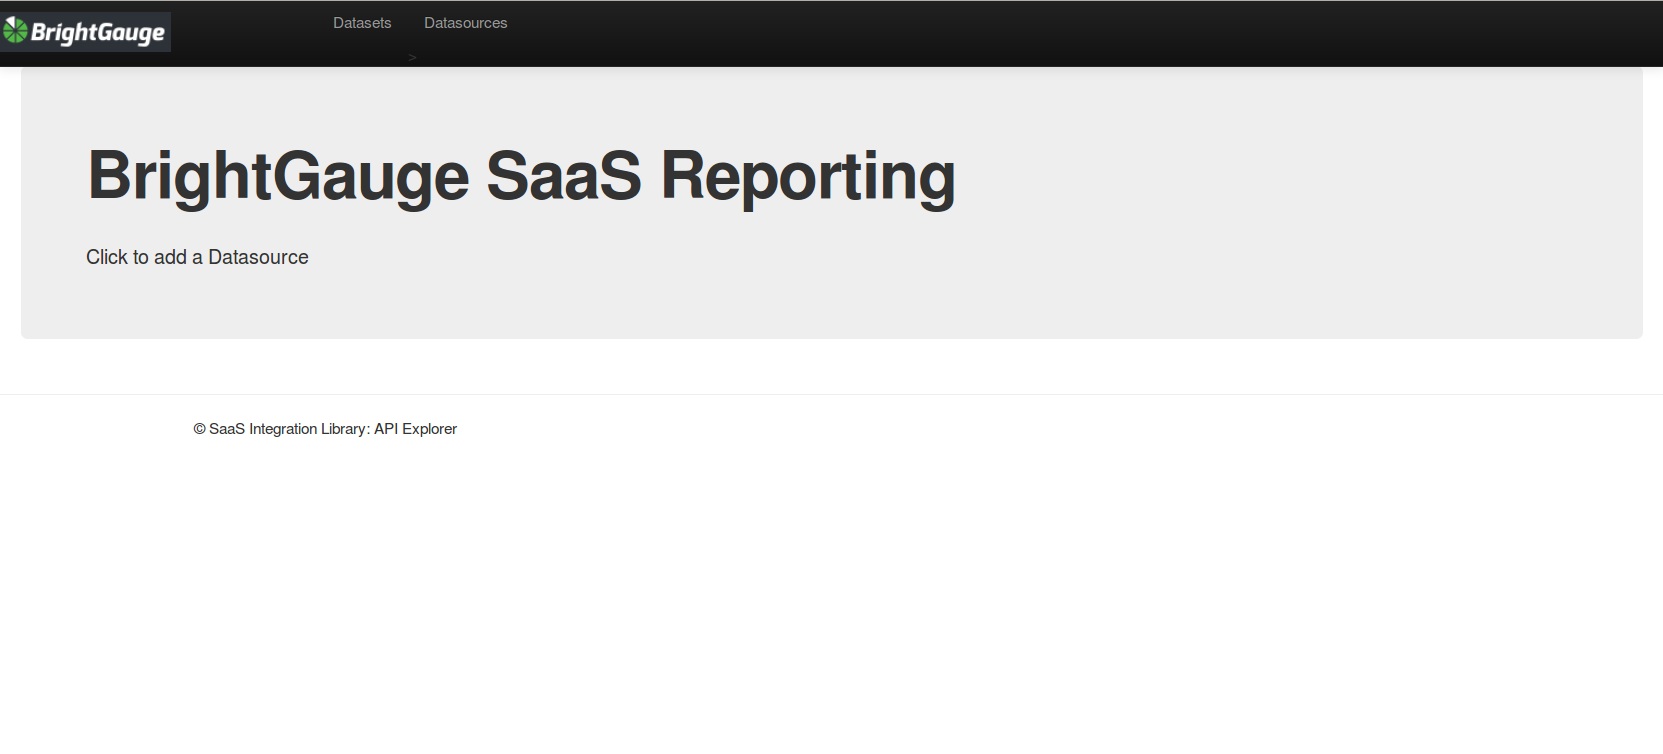 BrightGauge
Datasets Datasources
>
BrightGauge SaaS Reporting
Click to add a Datasource
© SaaS Integration Library: API Explorer